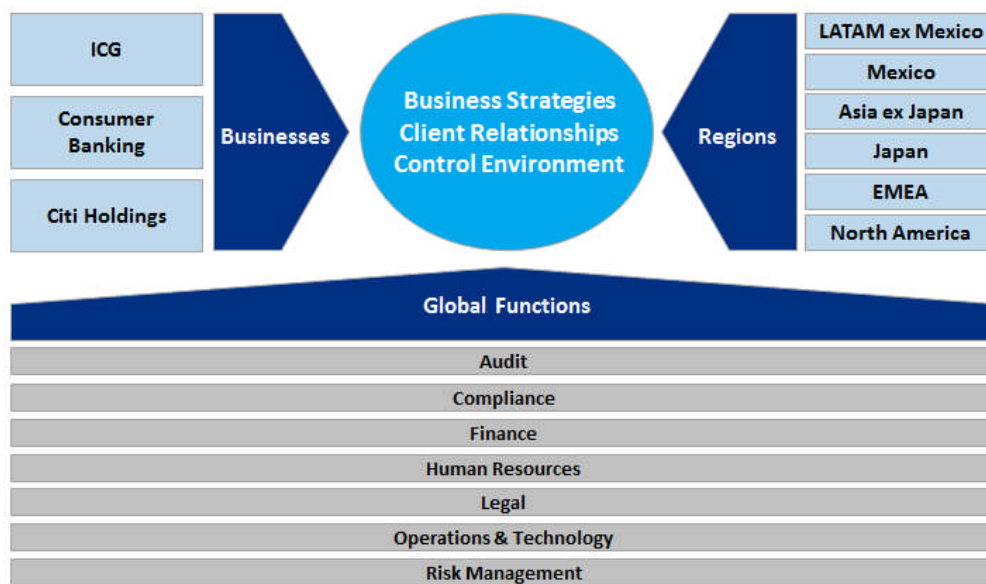 ICG
Consumer
Banking
Citi Holdings
Businesses
Business Strategies
Client Relationships
Control Environment
Regions
LATAM ex Mexico
Mexico
Asia ex Japan
Japan
EMEA
North America
Global Functions
Audit
Compliance
Finance
Human Resources
Legal
Operations & Technology
Risk Management